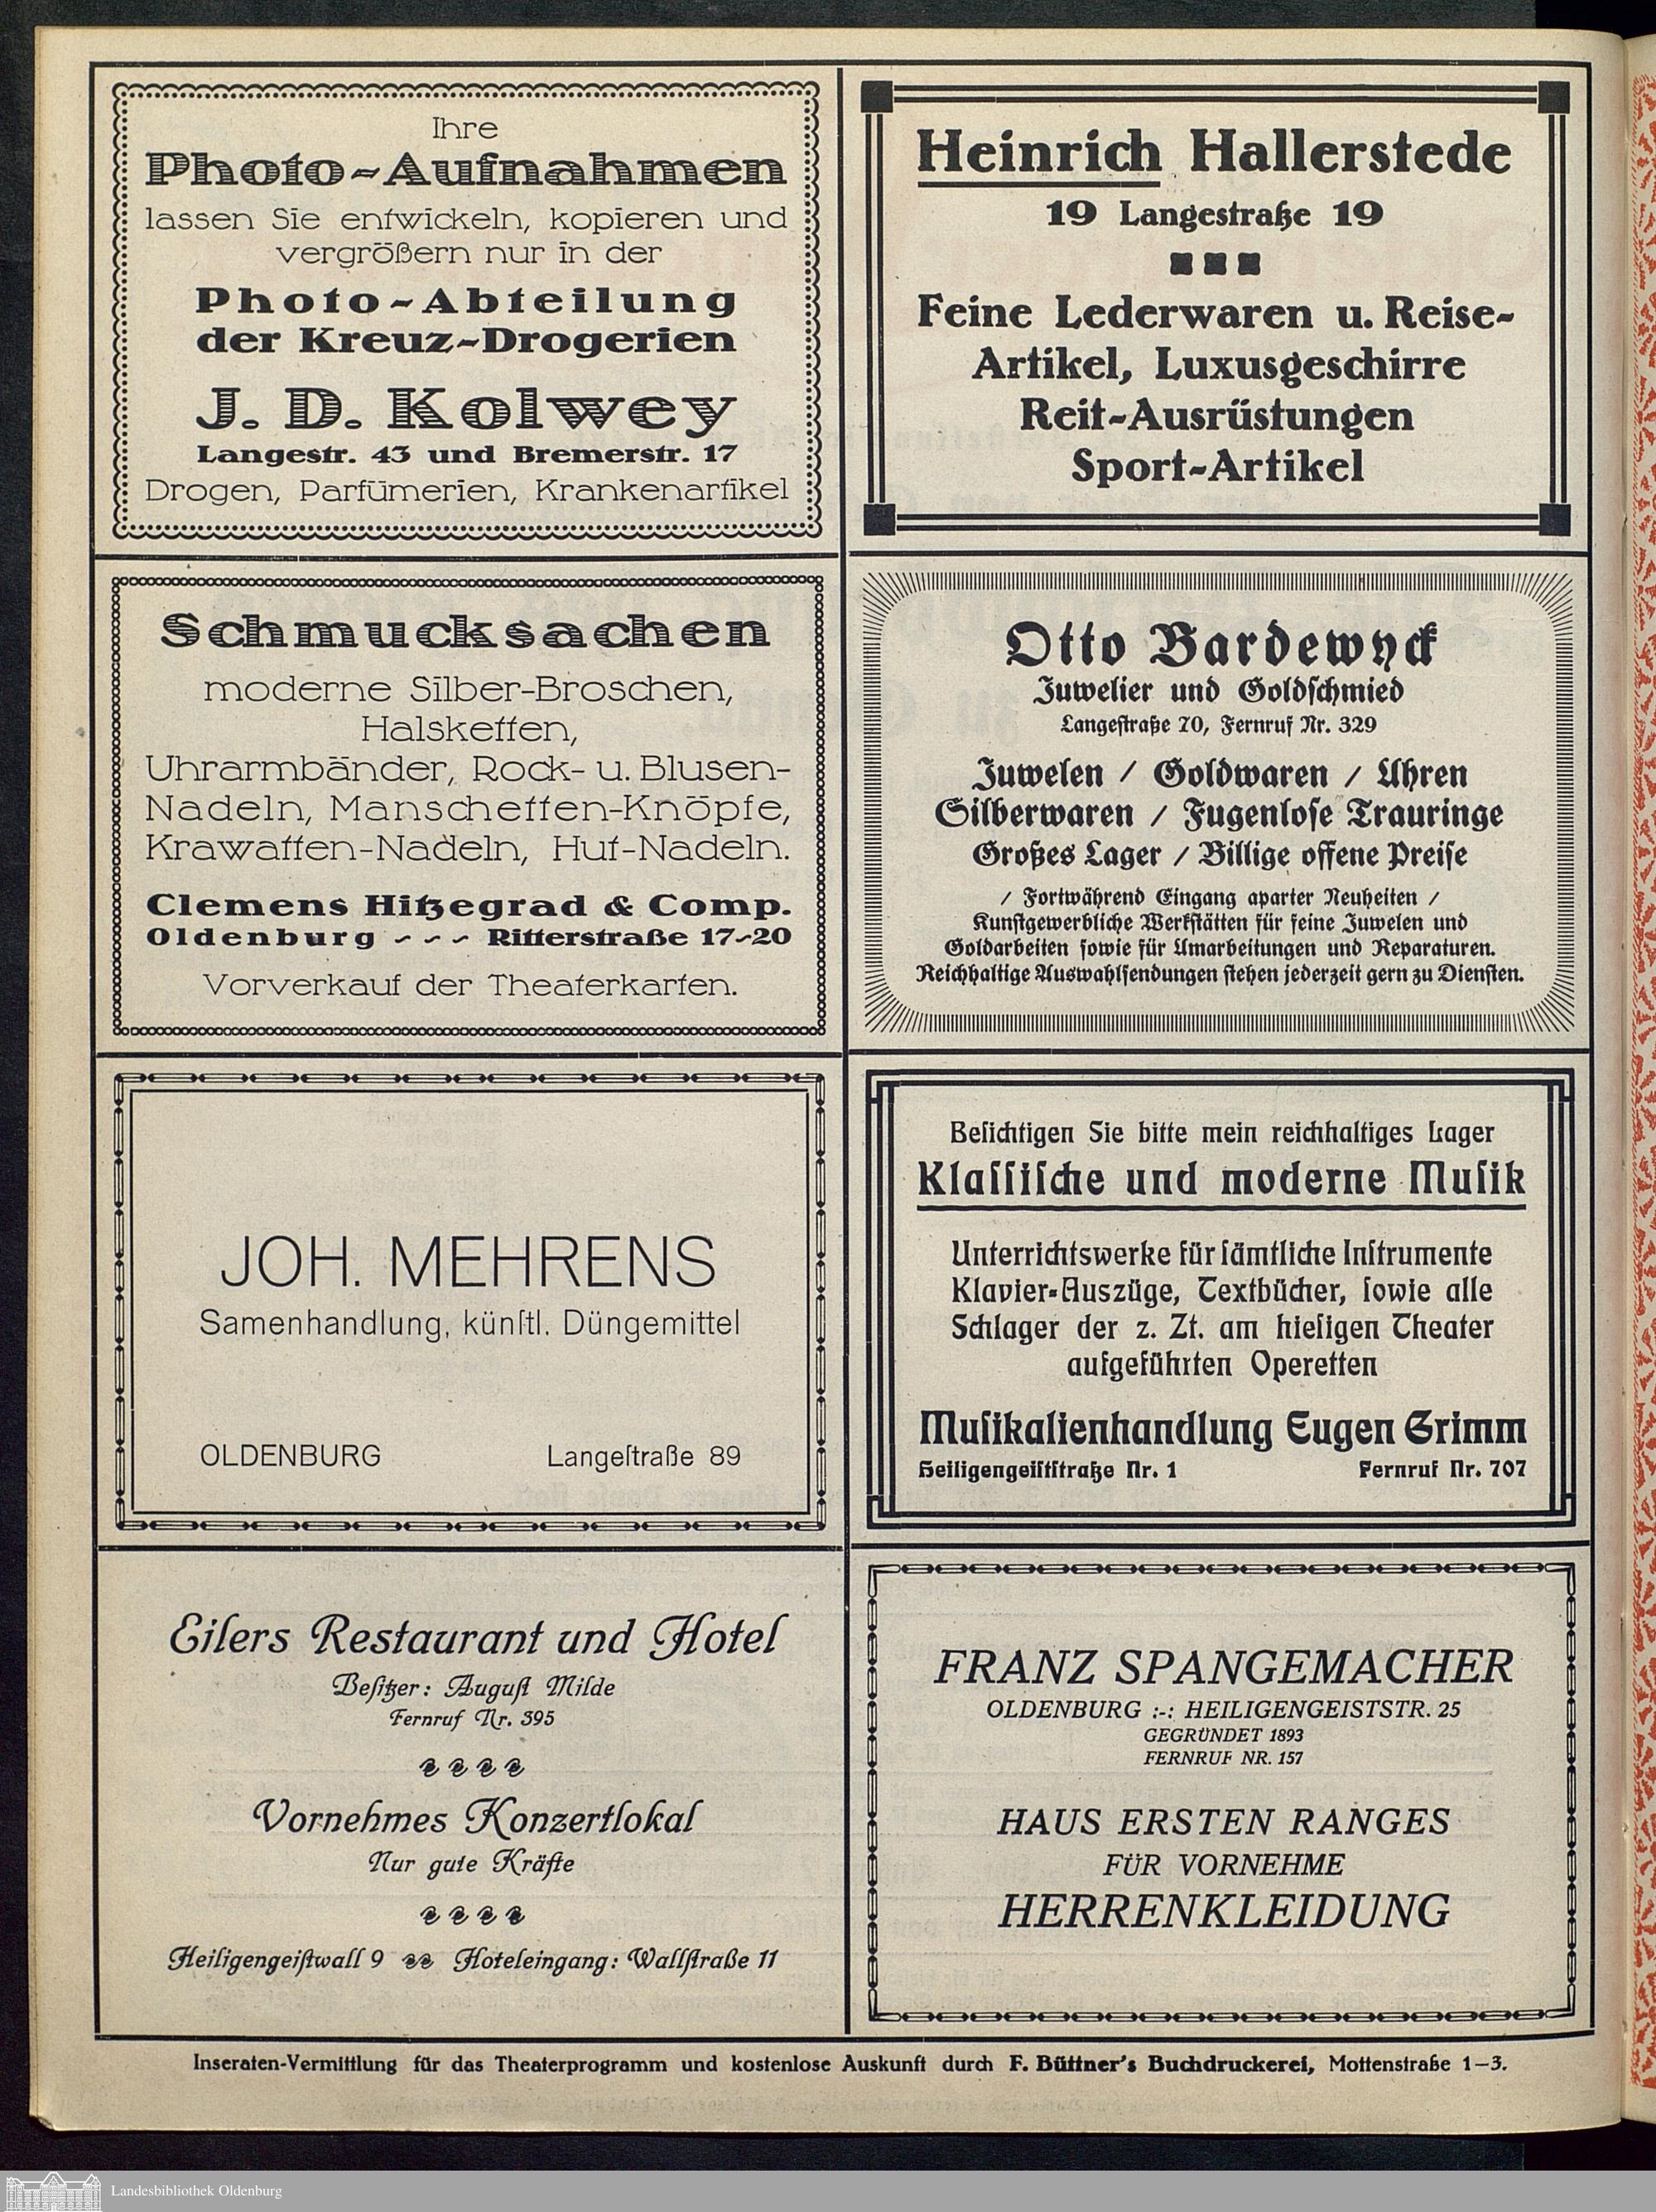 Ihre
Photo-Aufnahmen
lassen Sie entwickeln, kopieren und
vergrößern nur in der
Photo-Abteilung
der Kreuz-Drogerien
J. D. Kolwey
Langestr. 43 und Bremerstr. 17
Drogen, Parfümerien, Krankenartikel
Heinrich Hallerstede
19 Langestraße 19
Feine Lederwaren u. Reise-
Artikel, Luxusgeschirre
Reit-Ausrüstungen
Sport-Artikel
Schmucksachen
moderne Silber-Broschen,
Halsketten,
Uhrarmbänder, Rock- u. Blusen-
Nadeln, Manschetten-Knöpfe,
Krawatten-Nadeln, Hut-Nadeln.
Clemens Hitzegrad & Comp.
Oldenburg - - - Ritterstraße 17-20
Vorverkauf der Theaterkarten.
Otto Bardewyck
Juwelier und Goldſchmied
Langeſtraße 70, Fernruf Nr. 329
Juwelen / Goldwaren / Uhren
Silberwaren / Fugenloſe Trauringe
Großes Lager / Billige offene Preiſe
/ Fortwährend Eingang aparter Neuheiten /
Kunſtgewerbliche Werkſtätten für feine Juwelen und
Goldarbeiten ſowie für Umarbeitungen und Reparaturen.
Reichhaltige Auswahlſendungen ſtehen jederzeit gern zu Dienſten.
JOH. MEHRENS
Samenhandlung, künſtl. Düngemittel
OLDENBURG Langeſtraße 89
Beſichtigen Sie bitte mein reichhaltiges Lager
Klaſſiſche und moderne Muſik
Unterrichtswerke für ſämtliche Inſtrumente
Klavier-Auszüge, Textbücher, ſowie alle
Schlager der z. Zt. am hieſigen Theater
aufgeführten Operetten
Muſikalienhandlung Eugen Grimm
Heiligengeiſtſtraße Nr. 1 Fernruf Nr. 707
Eilers Restaurant und Hotel
Beſitzer: Auguſt Milde
Fernruf Nr. 395
Vornehmes Konzertlokal
Nur gute Kräfte
Heiligengeiſtwall 9 Hoteleingang: Wallſtraße 11
FRANZ SPANGEMACHER
OLDENBURG :-: HEILIGENGEISTSTR. 25
GEGRÜNDET 1893
FERNRUF NR. 157
HAUS ERSTEN RANGES
FÜR VORNEHME
HERRENKLEIDUNG
Inseraten-Vermittlung für das Theaterprogramm und kostenlose Auskunft durch F. Büttner's Buchdruckerei, Mottenstraße 1—3.
Landesbibliothek Oldenburg